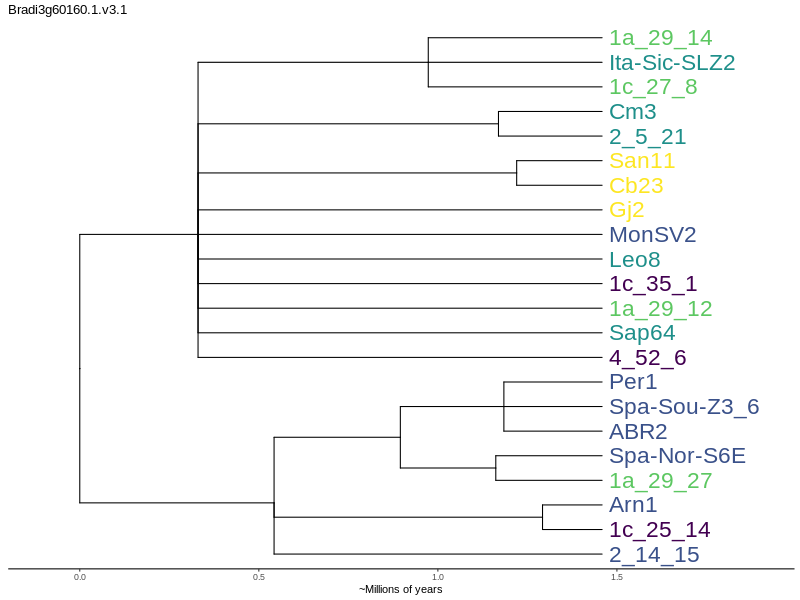 Bradi3g60160.1.v3.1
1a_29_14
Ita-Sic-SLZ2
1c_27_8
Cm3
2_5_21
San11
Cb23
Gj2
MonSV2
Leo8
1c_35_1
1a_29_12
Sap64
4_52_6
Per1
Spa-Sou-Z3_6
ABR2
Spa-Nor-S6E
1a_29_27
Arn1
1c_25_14
2_14_15
0.0 0.5 1.0 1.5
~Millions of years